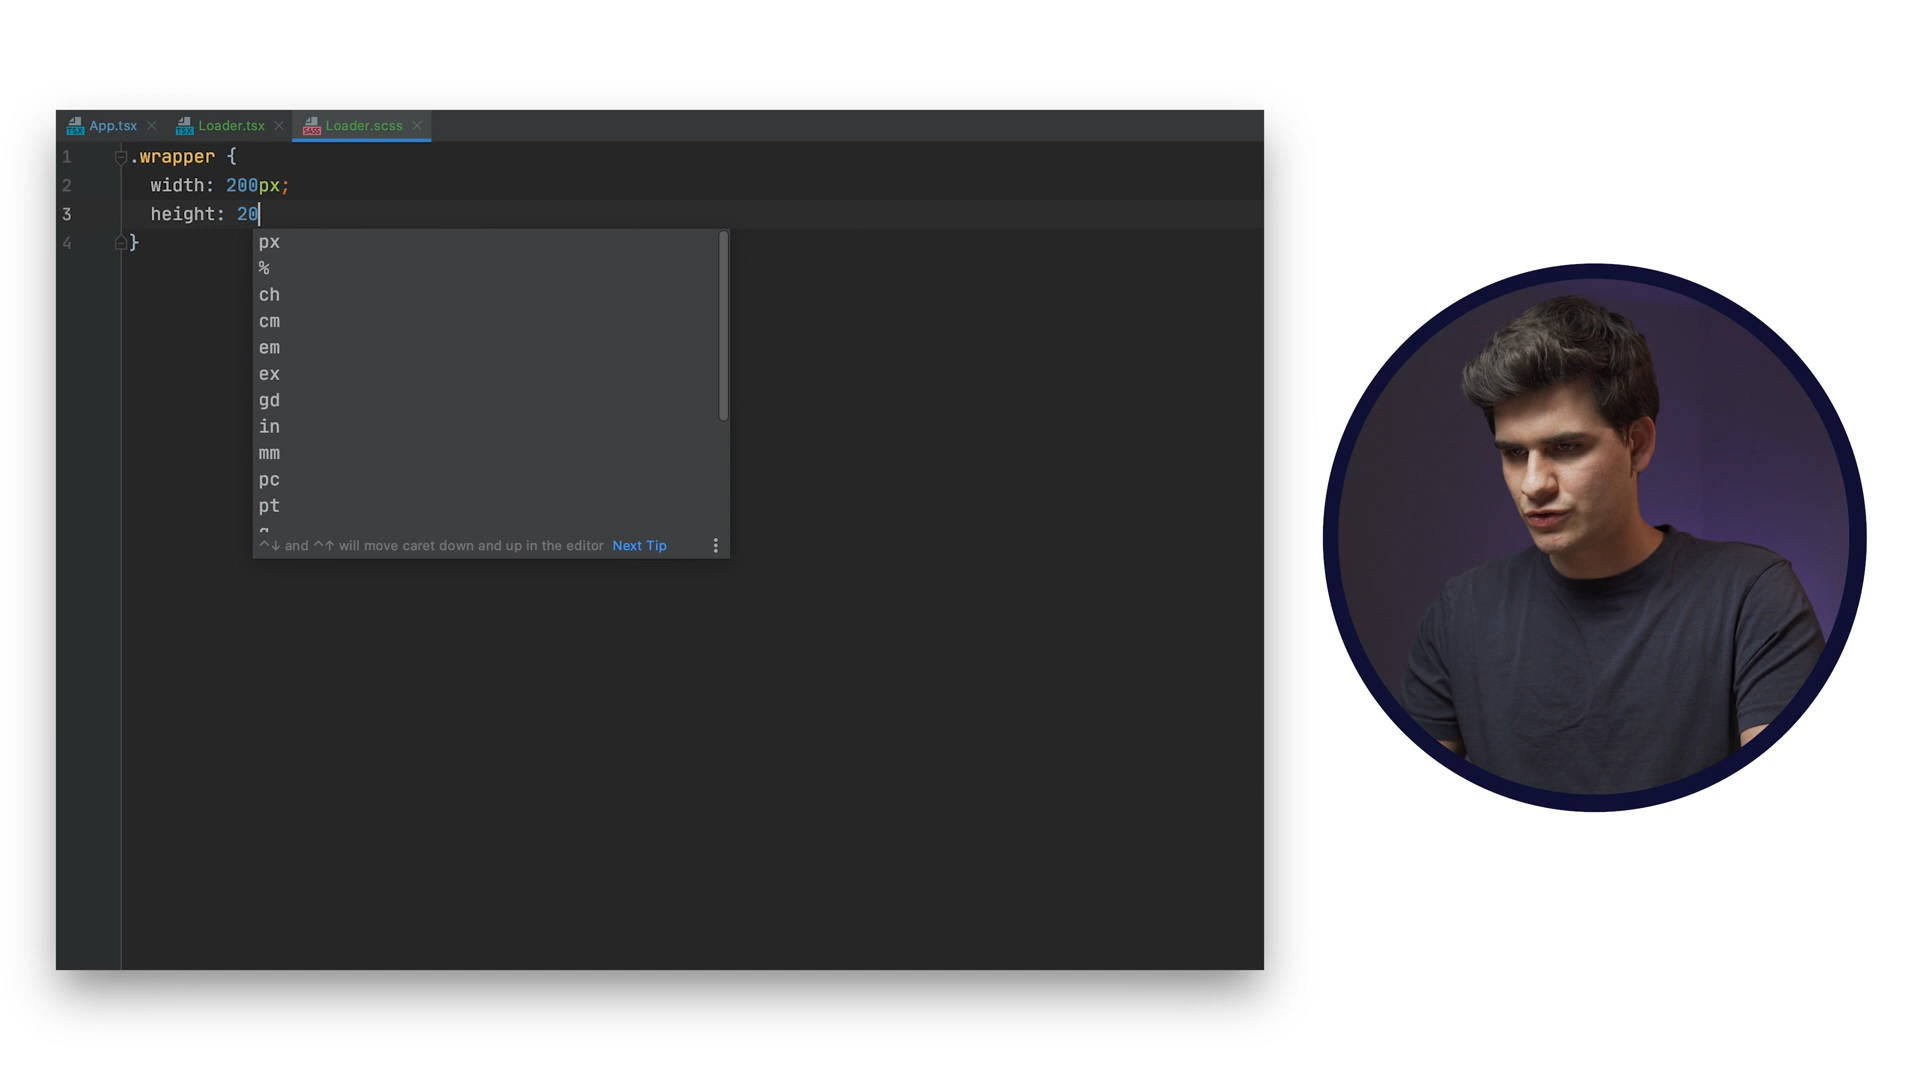 App.tsx
Loader.tsx
Loader.scss
1 .wrapper {
2 width: 200px;
3 height: 20
4 }
px
%
ch
cm
em
ex
gd
in
mm
pc
pt
^↓ and ^↑ will move caret down and up in the editor Next Tip